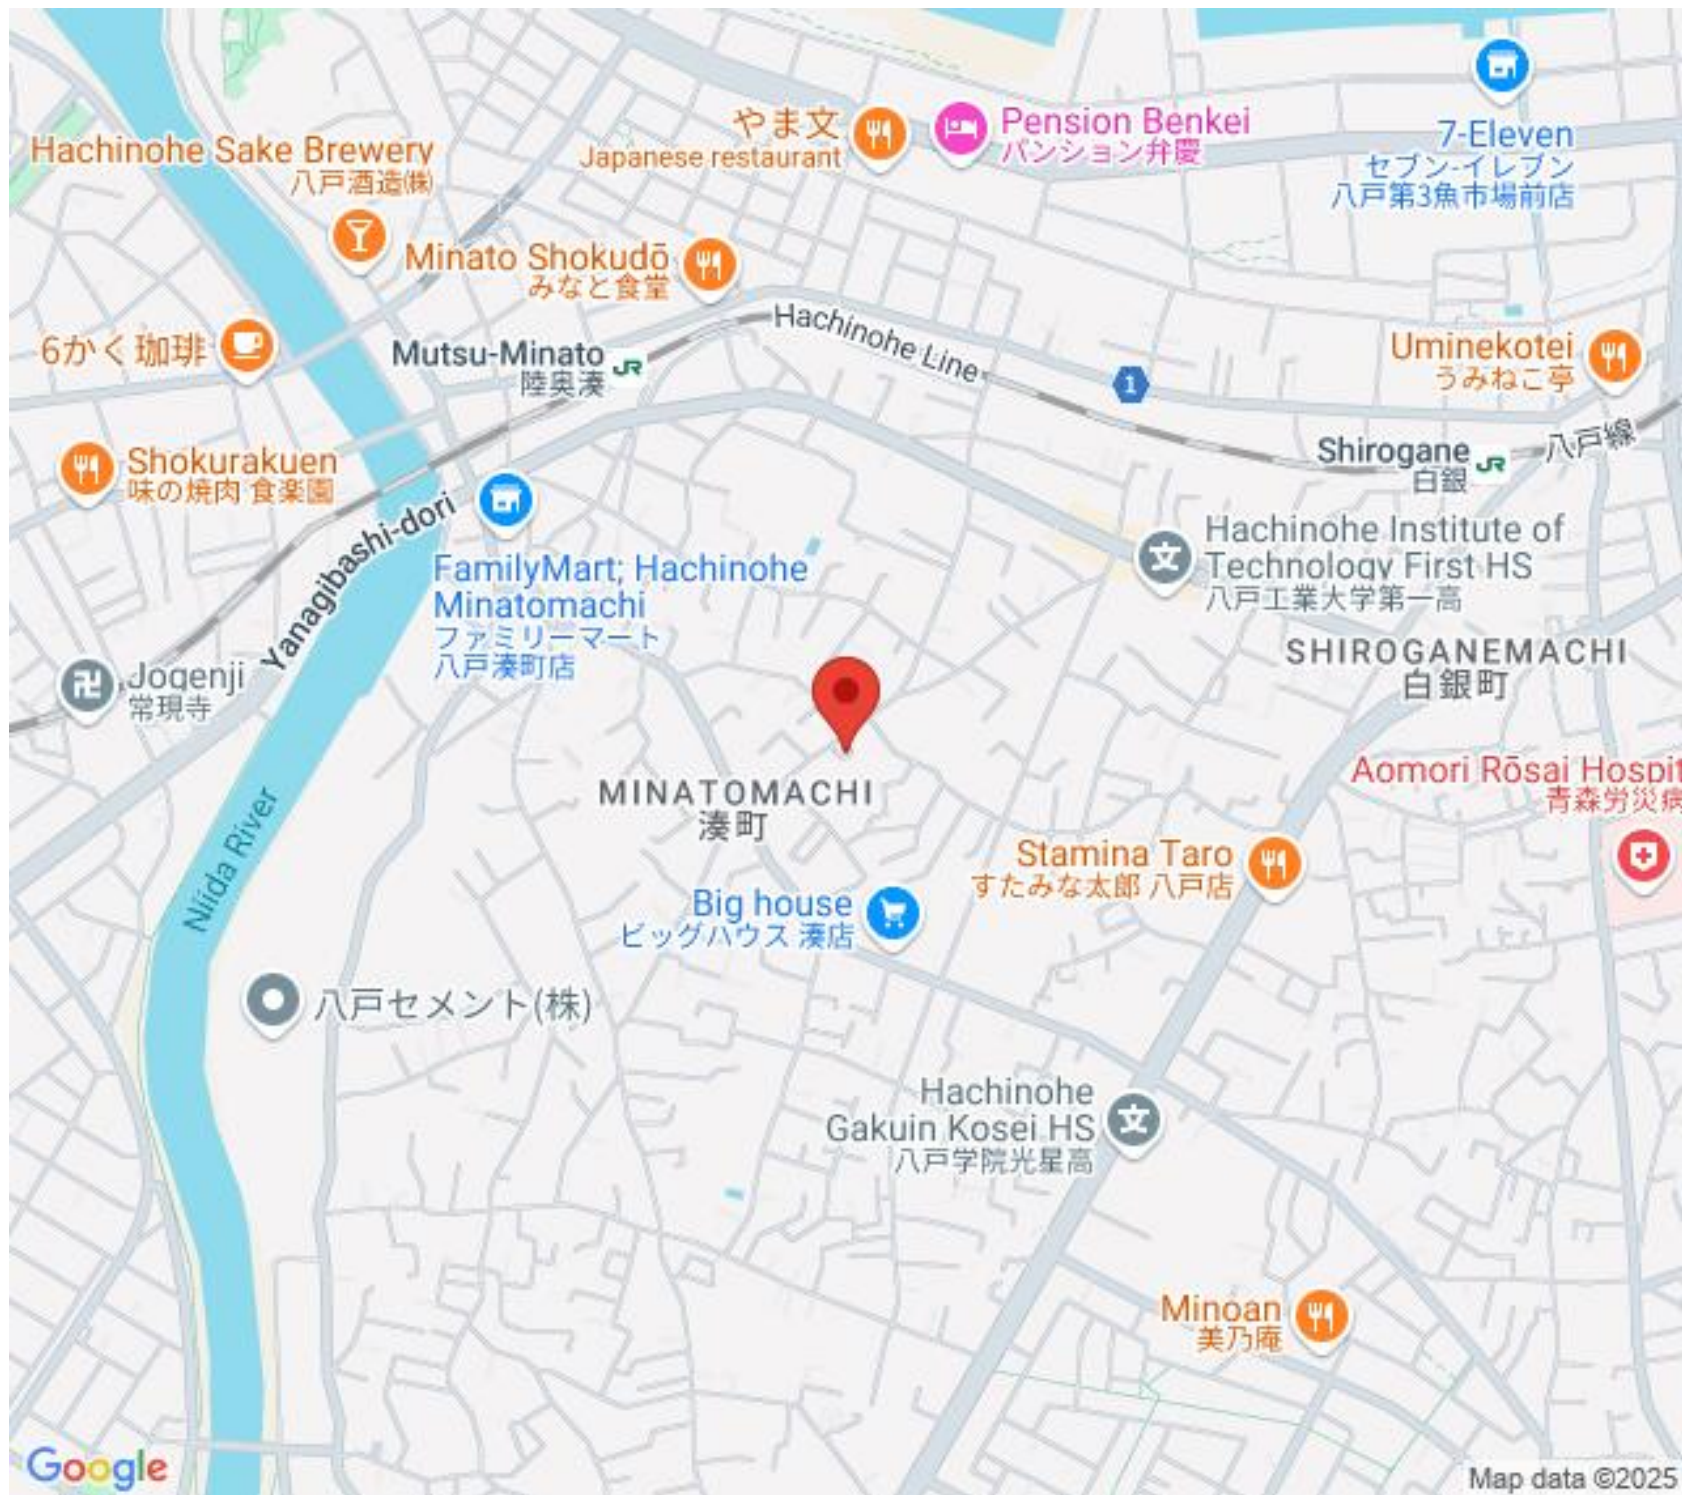 やま文
Japanese restaurant
Pension Benkei
パンション弁慶
7-Eleven
セブン-イレブン
八戸第3魚市場前店
Hachinohe Sake Brewery
八戸酒造㈱
Minato Shokudō
みなと食堂
Hachinohe Line
6かく珈琲
Mutsu-Minato
陸奥湊
JR
1
Uminekotei
うみねこ亭
Shirogane
白銀
JR
八戸線
Shokurakuen
味の焼肉 食楽園
Yanagibashi-dori
FamilyMart; Hachinohe
Minatomachi
ファミリーマート
八戸湊町店
文
Hachinohe Institute of
Technology First HS
八戸工業大学第一高
SHIROGANEMACHI
白銀町
卍
Jogenji
常現寺
MINATOMACHI
湊町
Aomori Rōsai Hospit
青森労災病
Stamina Taro
すたみな太郎 八戸店
Big house
ビッグハウス 湊店
Niida River
八戸セメント(株)
Hachinohe
Gakuin Kosei HS
八戸学院光星高
文
Minoan
美乃庵
Google
Map data ©2025